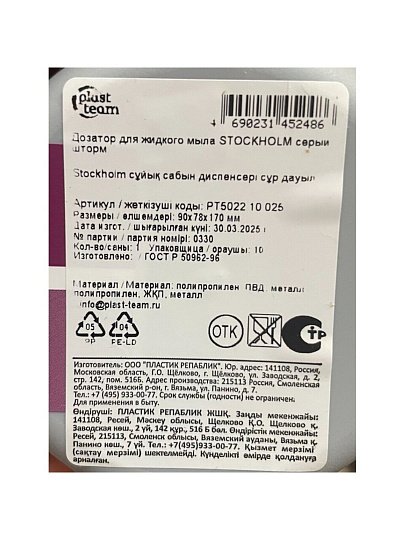 plast
team
4 690231 452486
Дозатор для жидкого мыла STOCKHOLM серый
шторм
Stockholm сұйық сабын диспенсері сұр дауыл
Артикул / жеткізуші коды: PT5022 10 025
Размеры / өлшемдері: 90х78х170 мм
Дата изгот. / шығарылған күні: 30.03.2025 г
№ партии / партия нөмірі: 0330
Кол-во/саны: 1 Упаковщица / ораушы: 10
Изготовлено: ГОСТ Р 50962-96
Материал / Материал: полипропилен, ПВД, металл
полипропилен, ЖҚП, металл
info@plast-team.ru
05 04 ОТК
PP PE-LD
Изготовитель: ООО "ПЛАСТИК РЕПАБЛИК". Юр. адрес: 141108, Россия,
Московская область, Г.О. Щёлково, г. Щёлково, ул. Заводская, д. 2,
стр. 142, пом. 516Б. Адрес производства: 215113 Россия, Смоленская
область, Вяземский р-он, г. Вязьма, ул. Панино, д. 7
Тел.: +7 (495) 933-00-77. Срок службы (годности) не ограничен.
Для применения в быту.
Өндіруші: ПЛАСТИК РЕПАБЛИК ЖШҚ. Заңды мекенжайы:
141108, Ресей, Мәскеу облысы, Щелково Қ.О. Щелково қ.
Заводская көш., 2 үй, 142 құр., 516 Б бөл. Өндірістік мекенжайы:
Ресей, 215113, Смоленск облысы, Вяземский ауданы, Вязьма қ.
Панино көш., 7 үй Тел.: +7(495)933-00-77. Қызмет мерзімі
(сақтау мерзімі) шектелмейді. Күнделікті өмірде қолдануға
арналған.